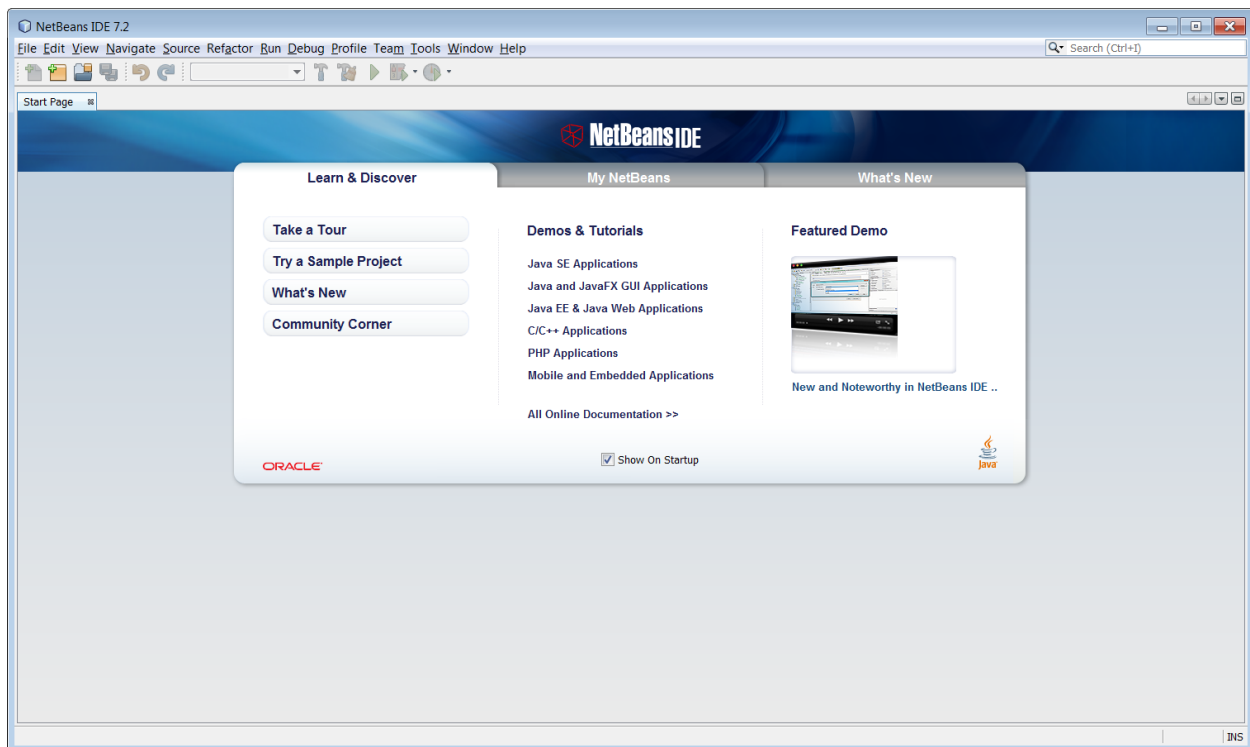 NetBeans IDE 7.2
File Edit View Navigate Source Refactor Run Debug Profile Team Tools Window Help
Search (Ctrl+I)
Start Page
NetBeans IDE
Learn & Discover
My NetBeans
What's New
Take a Tour
Try a Sample Project
What's New
Community Corner
Demos & Tutorials
Java SE Applications
Java and JavaFX GUI Applications
Java EE & Java Web Applications
C/C++ Applications
PHP Applications
Mobile and Embedded Applications
All Online Documentation >>
Featured Demo
New and Noteworthy in NetBeans IDE ..
ORACLE
Show On Startup
Java
INS